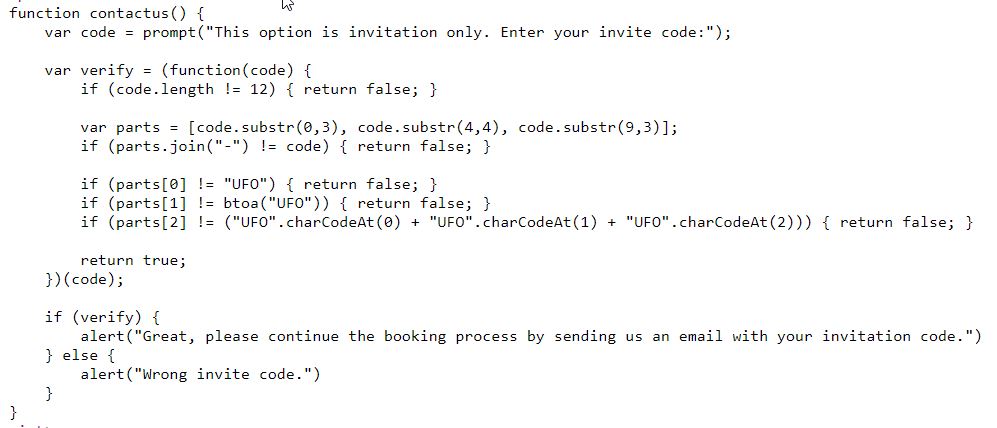 function contactus() {
    var code = prompt("This option is invitation only. Enter your invite code:");

    var verify = (function(code) {
        if (code.length != 12) { return false; }

        var parts = [code.substr(0,3), code.substr(4,4), code.substr(9,3)];
        if (parts.join("-") != code) { return false; }

        if (parts[0] != "UFO") { return false; }
        if (parts[1] != btoa("UFO")) { return false; }
        if (parts[2] != ("UFO".charCodeAt(0) + "UFO".charCodeAt(1) + "UFO".charCodeAt(2))) { return false; }

        return true;
    })(code);

    if (verify) {
        alert("Great, please continue the booking process by sending us an email with your invitation code.")
    } else {
        alert("Wrong invite code.")
    }
}